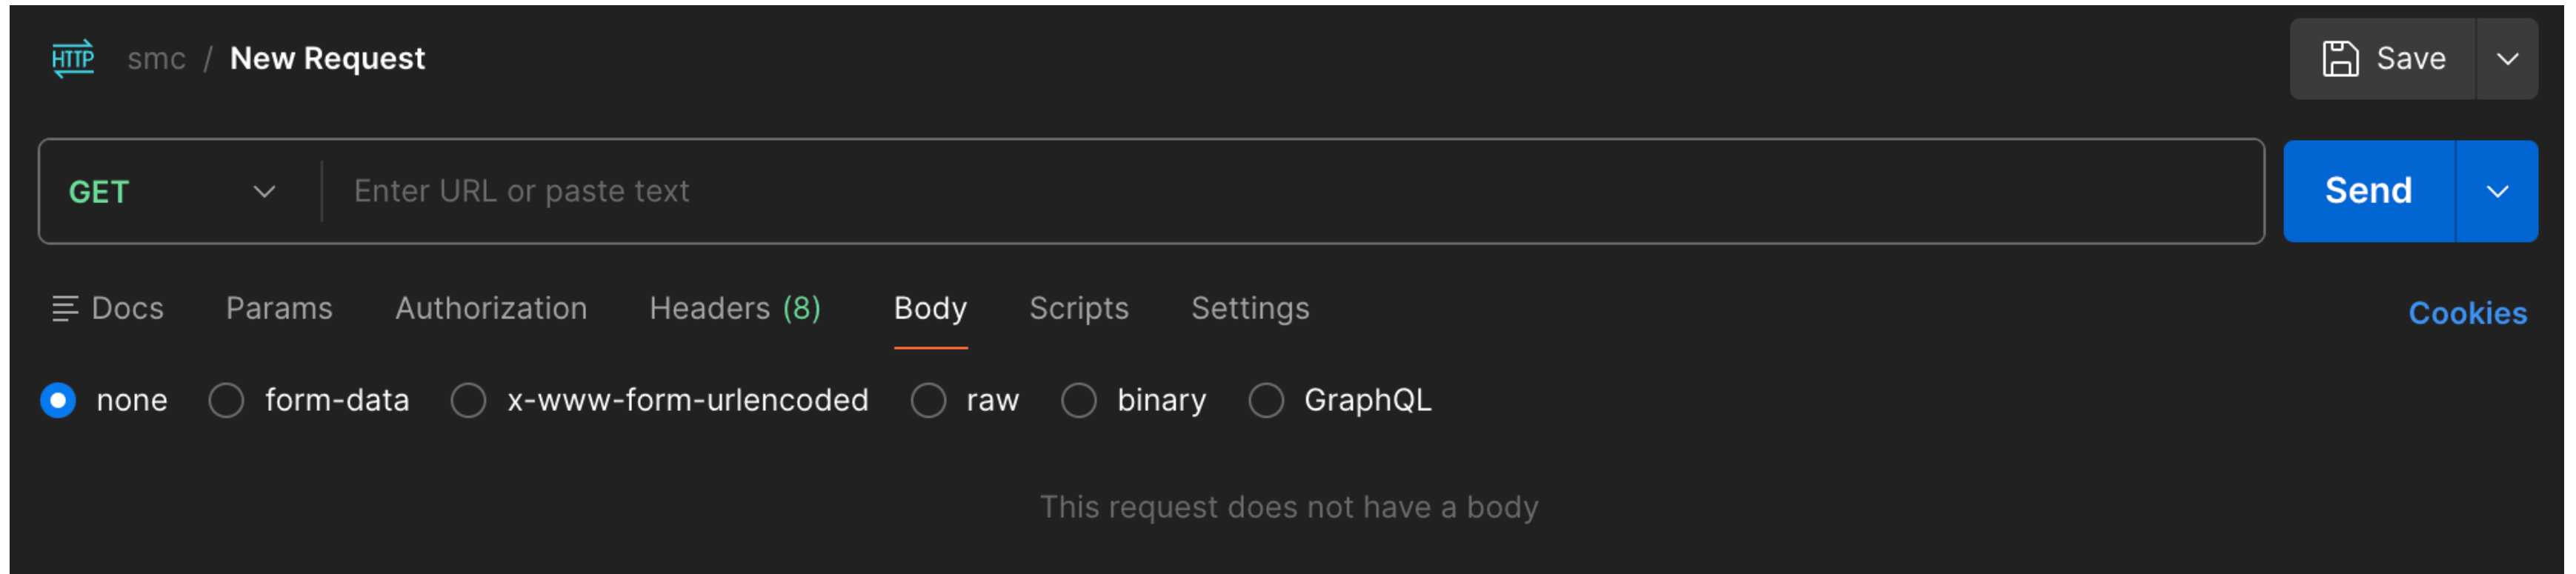 HTTP smc / New Request Save
GET Enter URL or paste text Send
Docs Params Authorization Headers (8) Body Scripts Settings Cookies
none form-data x-www-form-urlencoded raw binary GraphQL
This request does not have a body